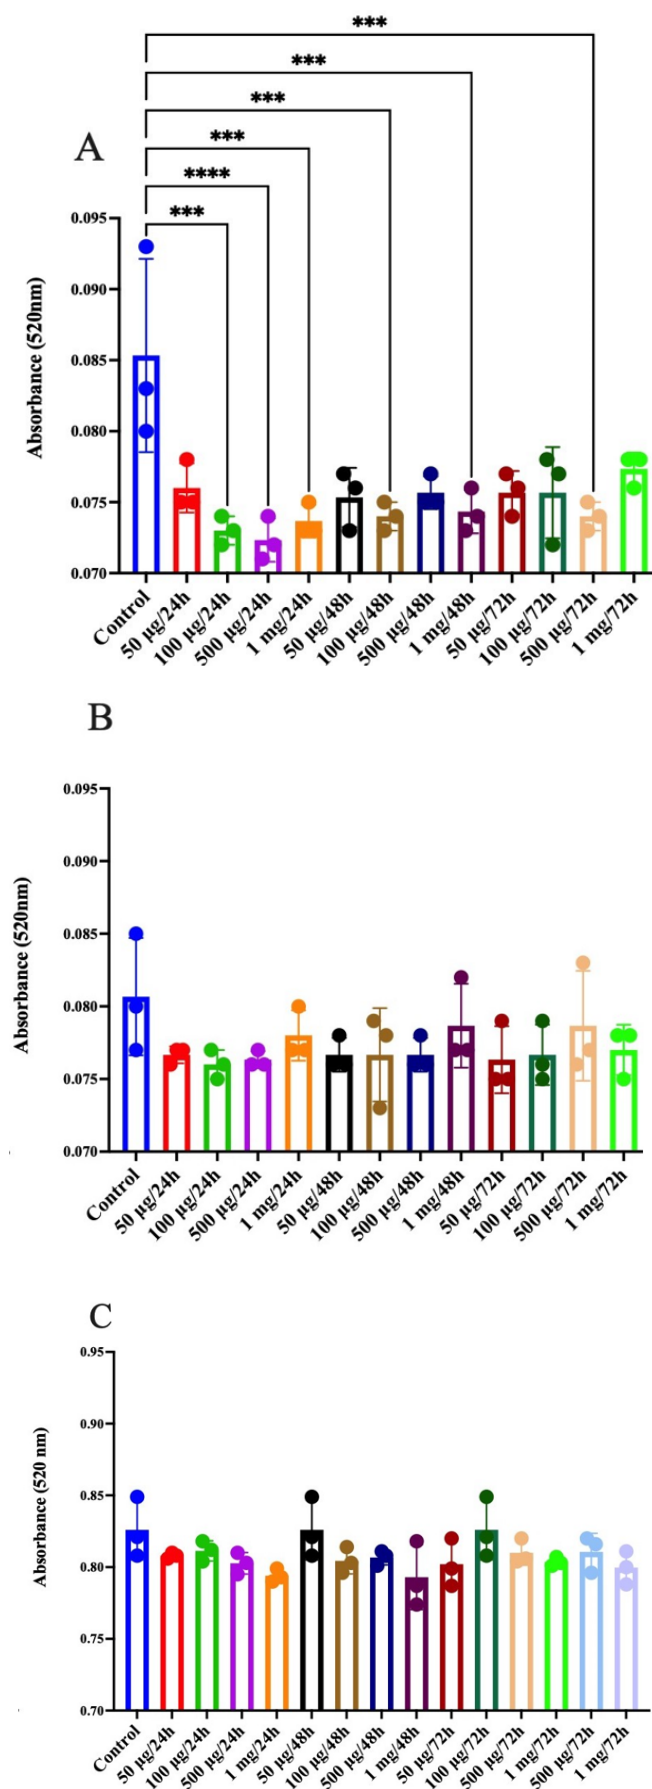 ***
***
***
A
***
****
***
0.095
0.090
0.085
0.080
0.075
0.070
Absorbance (520nm)
Control
50 µg/24h
100 µg/24h
500 µg/24h
1 mg/24h
50 µg/48h
100 µg/48h
500 µg/48h
1 mg/48h
50 µg/72h
100 µg/72h
500 µg/72h
1 mg/72h
B
0.095
0.090
0.085
0.080
0.075
0.070
Absorbance (520nm)
Control
50 µg/24h
100 µg/24h
500 µg/24h
1 mg/24h
50 µg/48h
100 µg/48h
500 µg/48h
1 mg/48h
50 µg/72h
100 µg/72h
500 µg/72h
1 mg/72h
C
0.95
0.90
0.85
0.80
0.75
0.70
Absorbance (520 nm)
Control
50 µg/24h
100 µg/24h
500 µg/24h
1 mg/24h
50 µg/48h
100 µg/48h
500 µg/48h
1 mg/48h
50 µg/72h
100 µg/72h
500 µg/72h
1 mg/72h
500 µg/72h
1 mg/72h